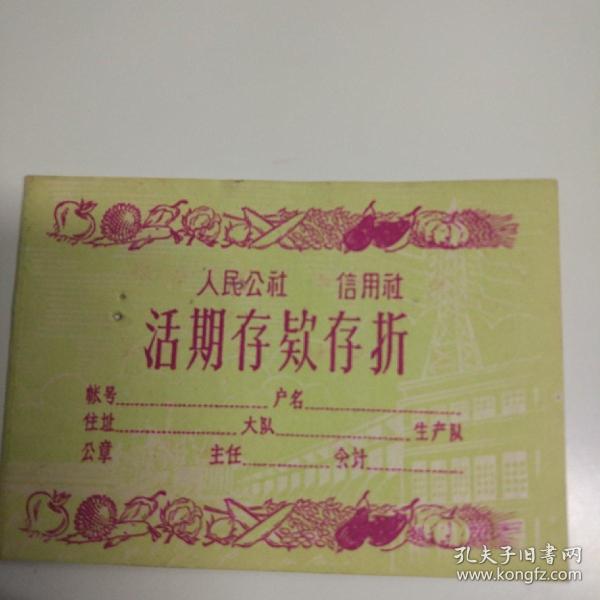 人民公社 信用社
活期存欵存折
帐号 户名
住址 大队 生产队
公章 主任 会计
孔夫子旧书网
www.kongfz.com